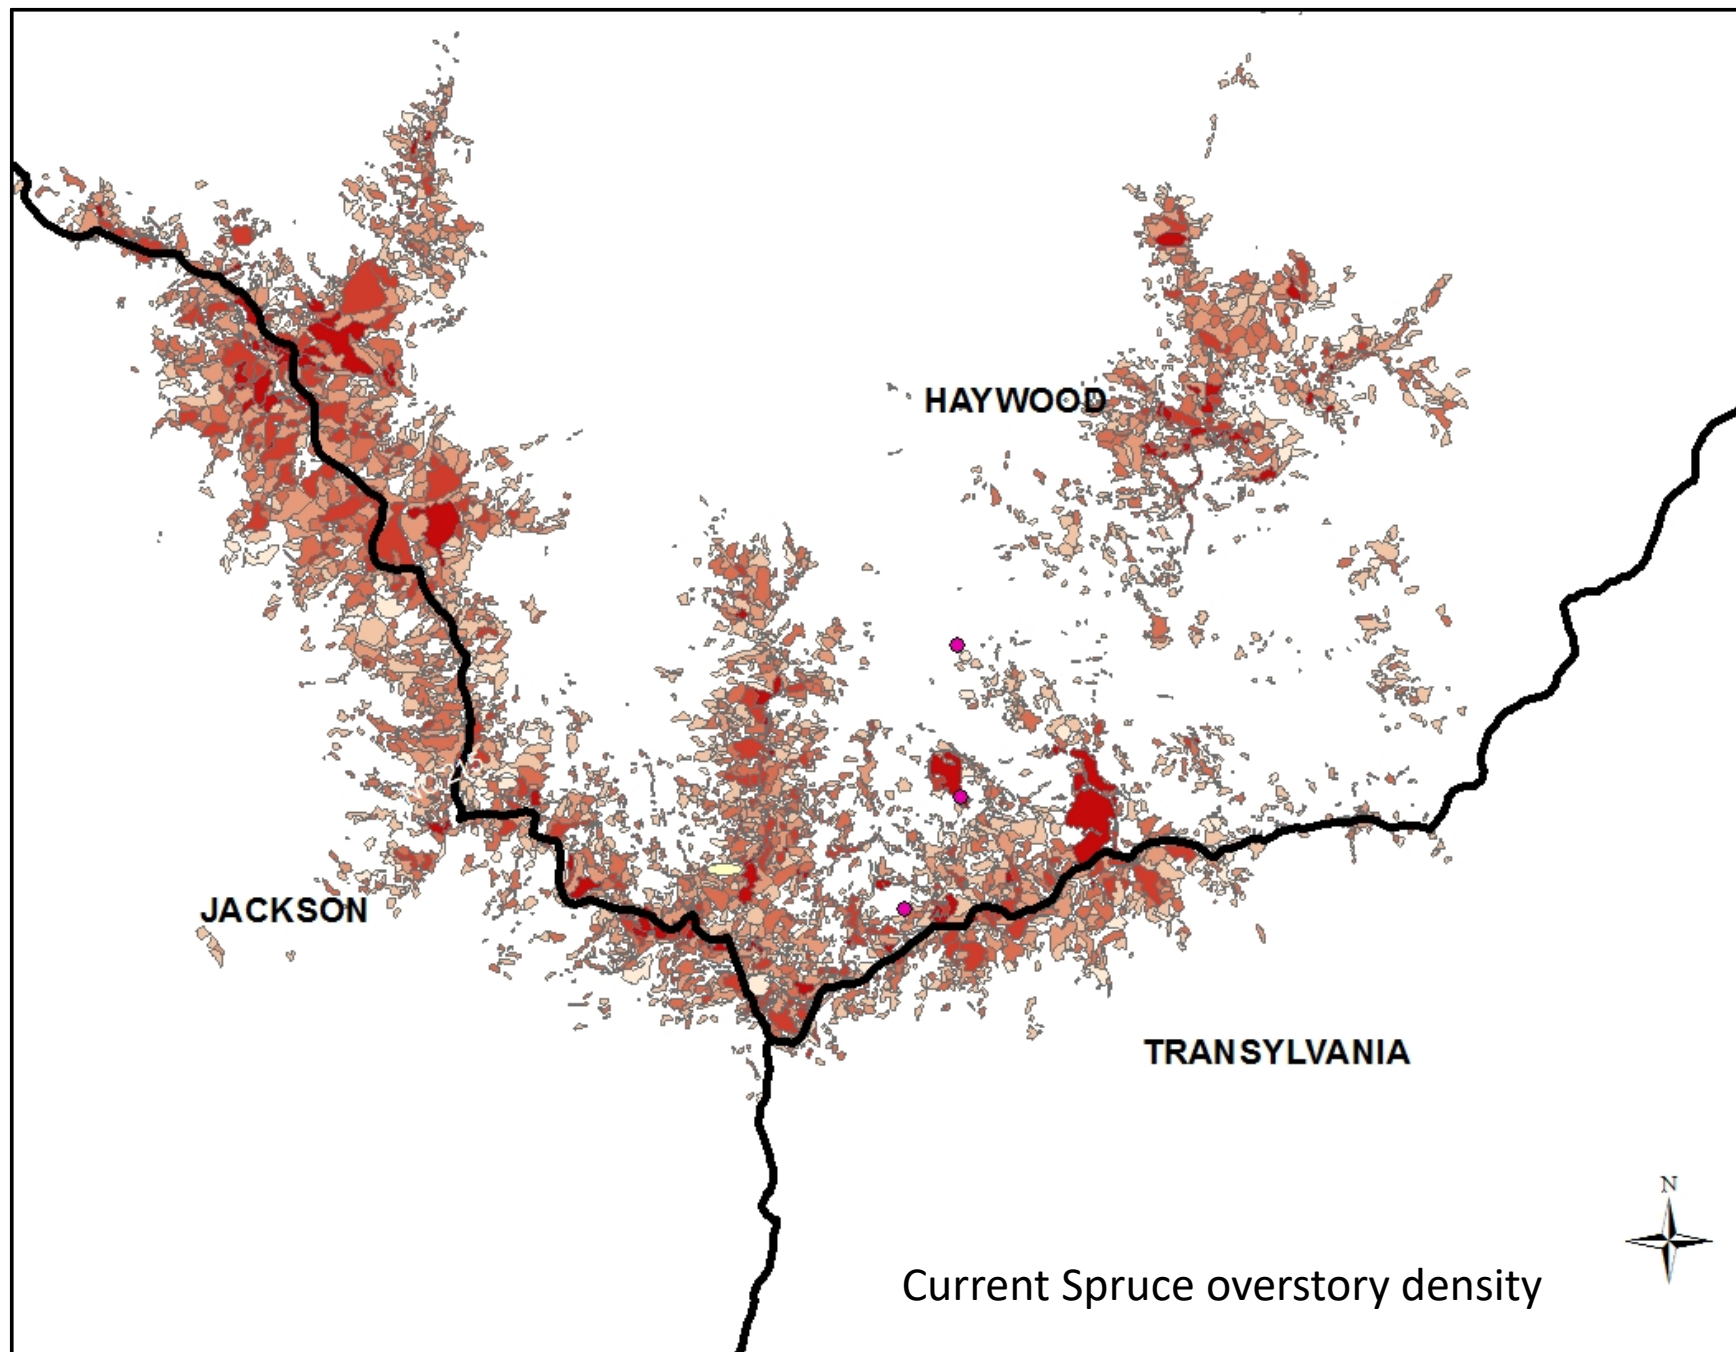 HAYWOOD
JACKSON
TRANSYLVANIA
N
Current Spruce overstory density